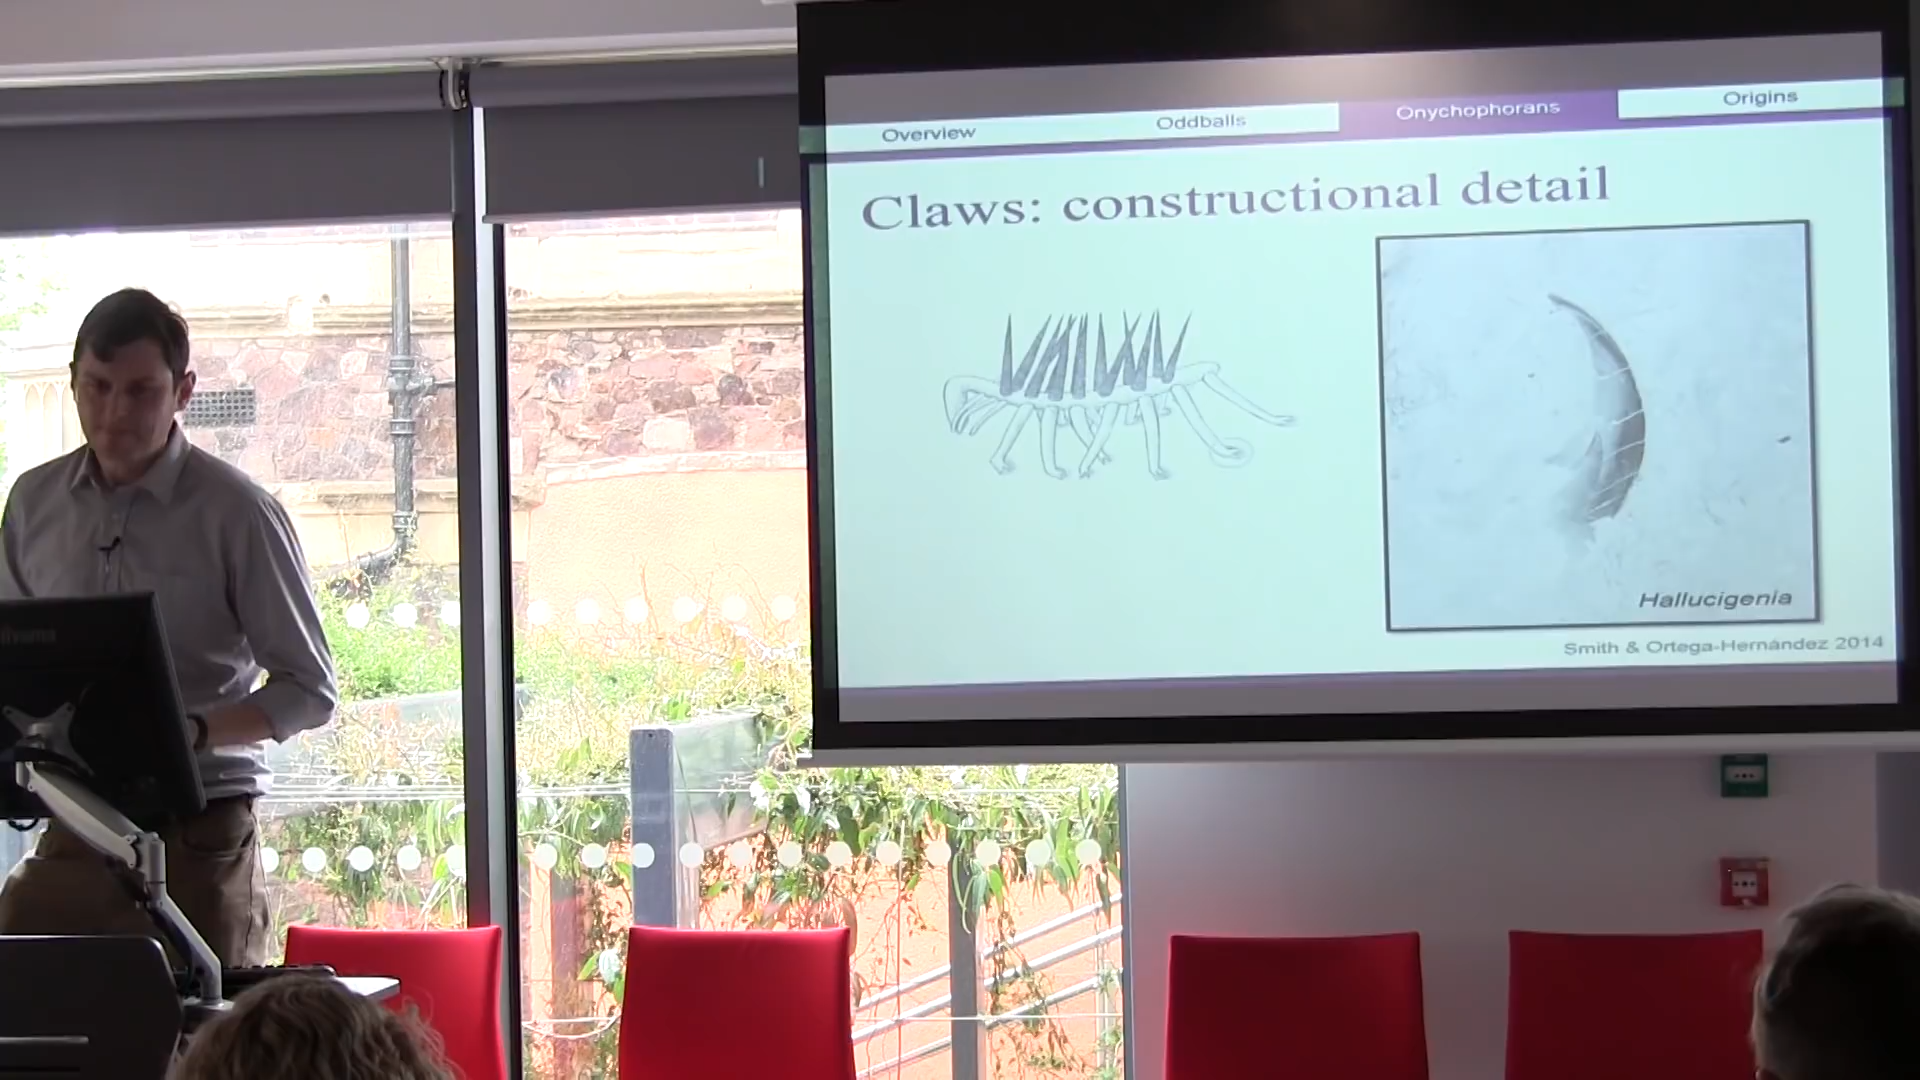 Overview
Oddballs
Onychophorans
Origins
Claws: constructional detail
Hallucigenia
Smith & Ortega-Hernández 2014